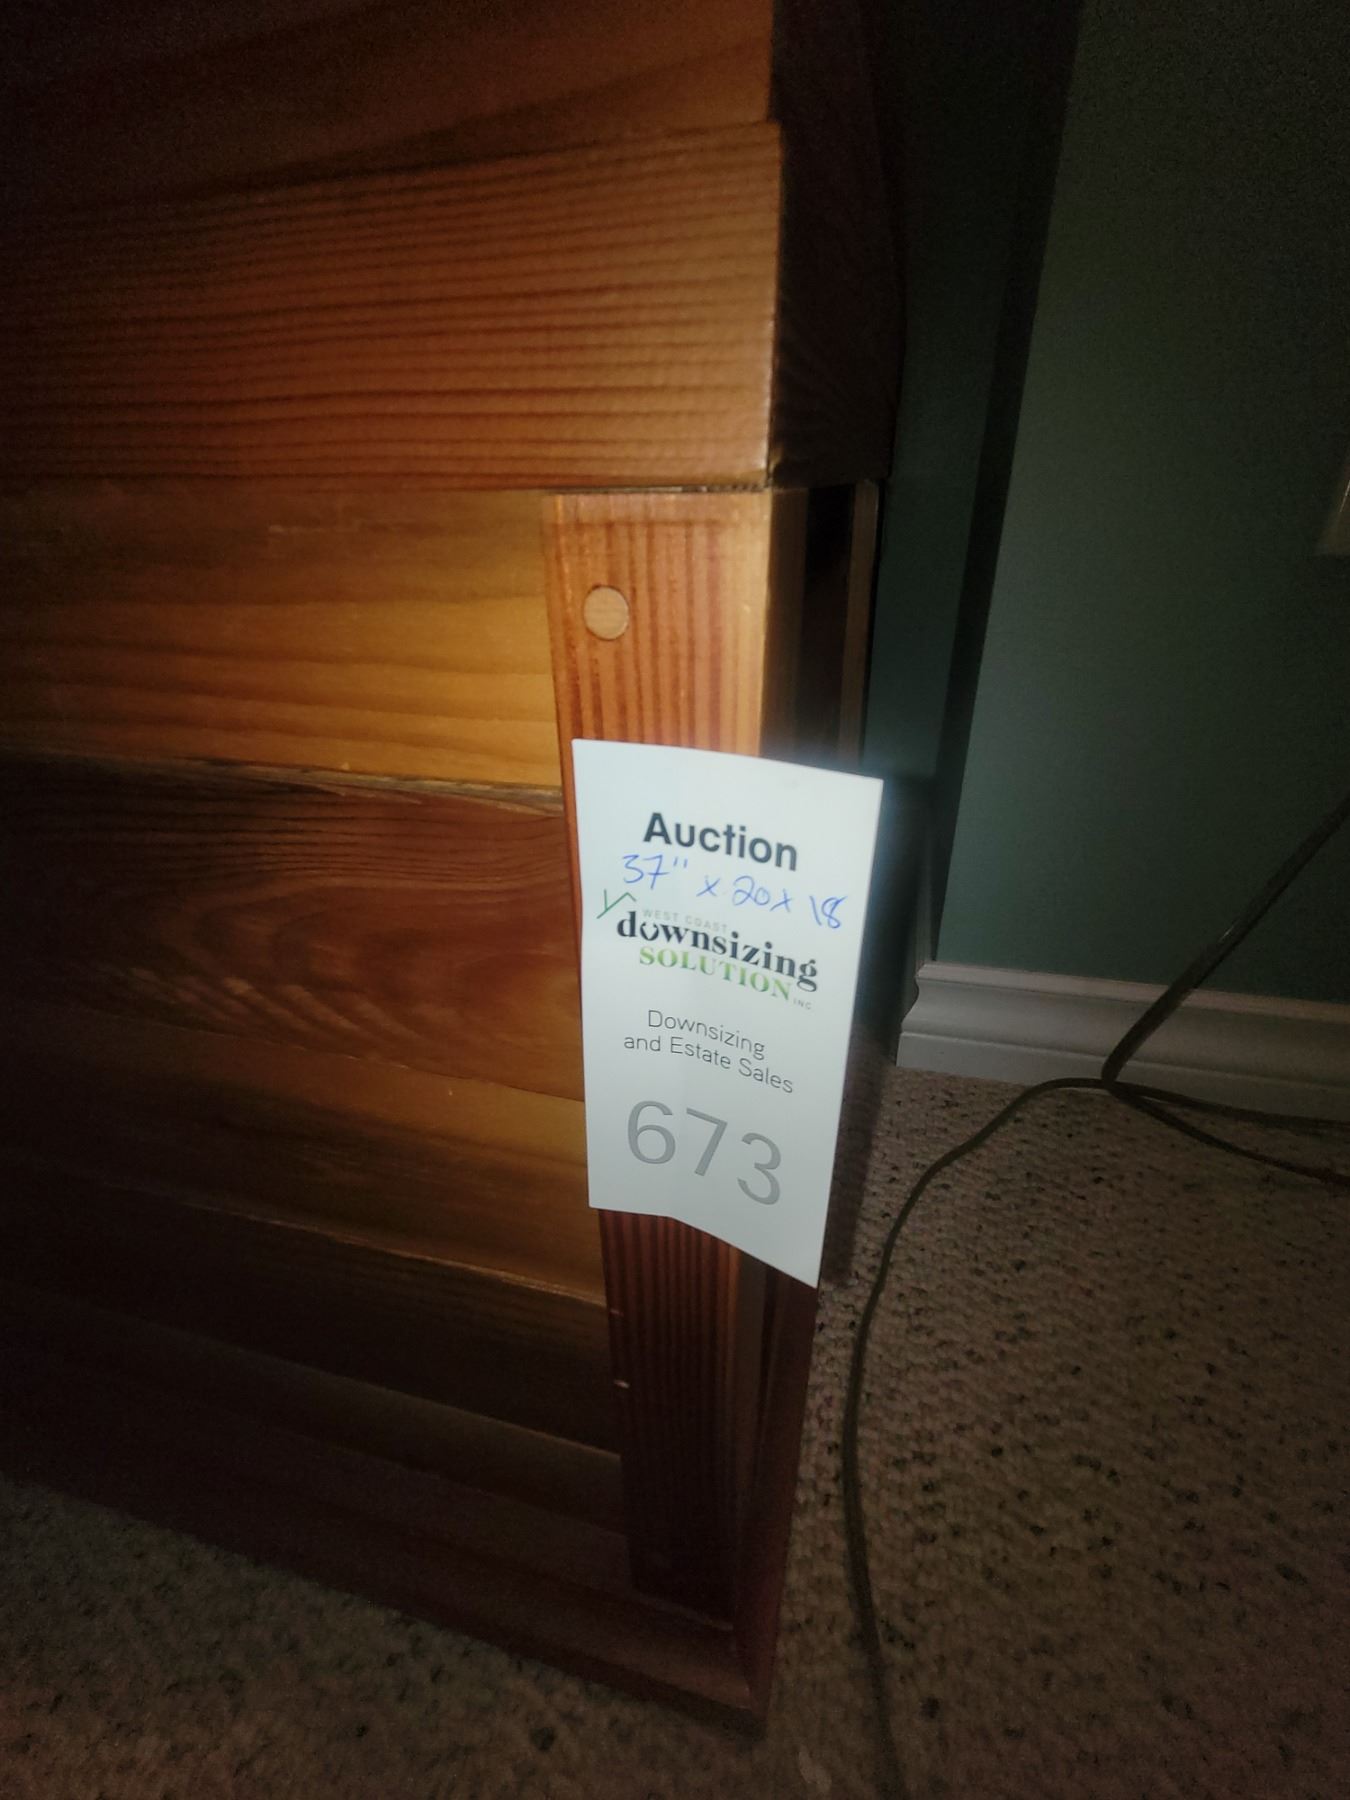 Auction
37" x 20 x 18
WEST COAST
downsizing
SOLUTION INC
Downsizing
and Estate Sales
673